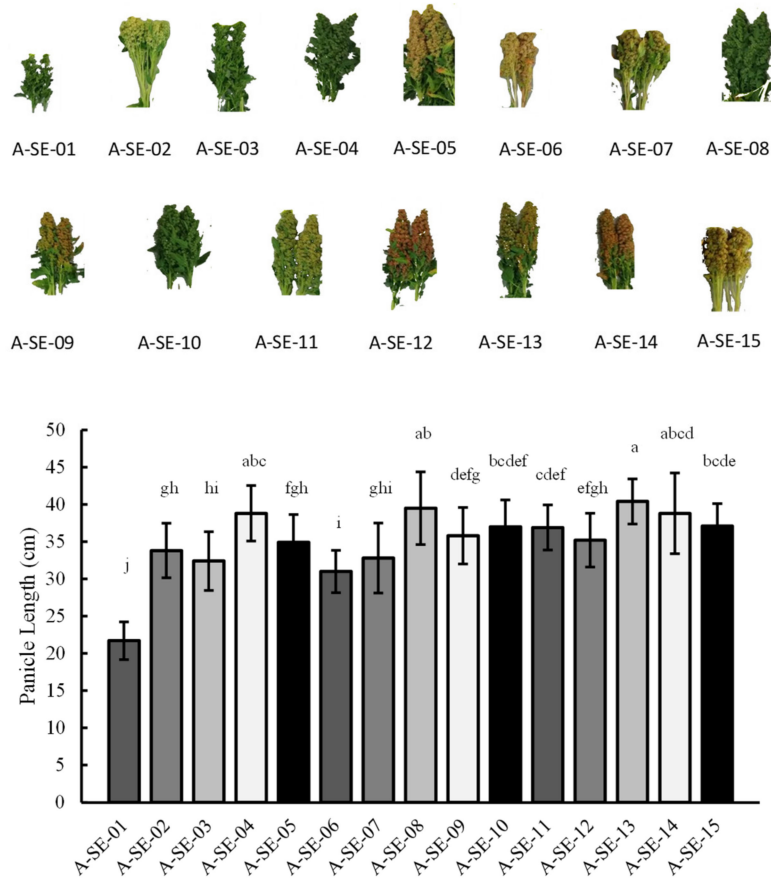 A-SE-01 A-SE-02 A-SE-03 A-SE-04 A-SE-05 A-SE-06 A-SE-07 A-SE-08
A-SE-09 A-SE-10 A-SE-11 A-SE-12 A-SE-13 A-SE-14 A-SE-15
Panicle Length (cm)
50
45
40
35
30
25
20
15
10
5
0
j gh hi abc fgh i ghi ab defg bcdef cdef efgh a abcd bcde
A-SE-01 A-SE-02 A-SE-03 A-SE-04 A-SE-05 A-SE-06 A-SE-07 A-SE-08 A-SE-09 A-SE-10 A-SE-11 A-SE-12 A-SE-13 A-SE-14 A-SE-15